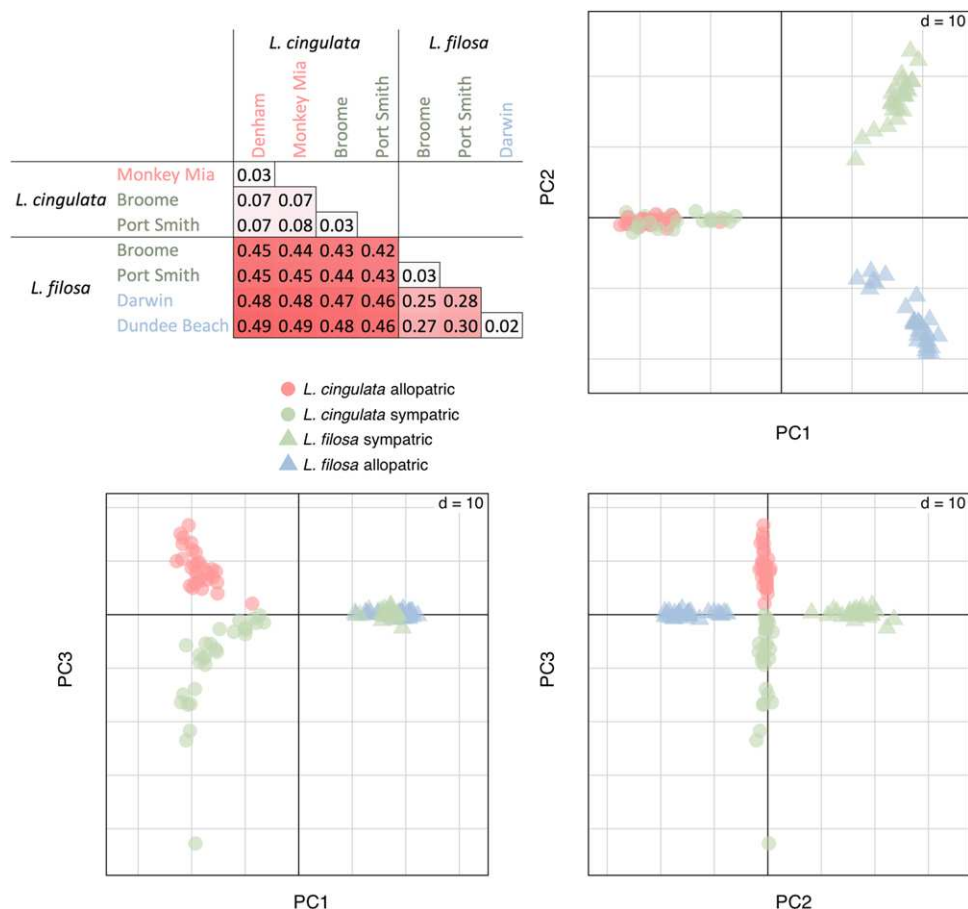 L. cingulata L. filosa
Denham Monkey Mia Broome Port Smith Broome Port Smith Darwin
L. cingulata
Monkey Mia 0.03
Broome 0.07 0.07
Port Smith 0.07 0.08 0.03
L. filosa
Broome 0.45 0.44 0.43 0.42
Port Smith 0.45 0.45 0.44 0.43 0.03
Darwin 0.48 0.48 0.47 0.46 0.25 0.28
Dundee Beach 0.49 0.49 0.48 0.46 0.27 0.30 0.02
d = 10
PC2
PC1
L. cingulata allopatric
L. cingulata sympatric
L. filosa sympatric
L. filosa allopatric
d = 10
PC3
PC1
d = 10
PC3
PC2